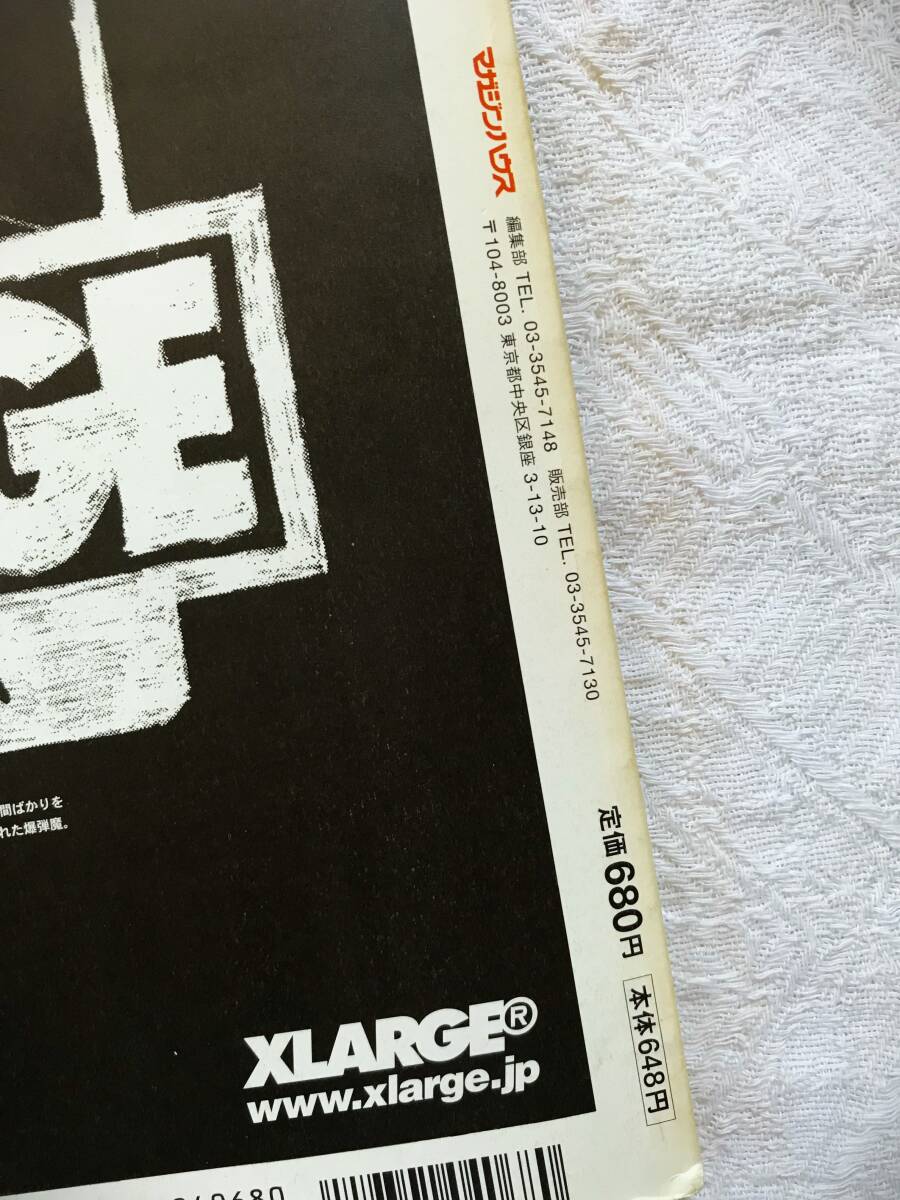 マガジンハウス
編集部 TEL. 03-3545-7148　販売部 TEL. 03-3545-7130
〒104-8003 東京都中央区銀座 3-13-10
定価680円
本体648円
GE
間ばかりを
れた爆弾魔。
XLARGE®
www.xlarge.jp